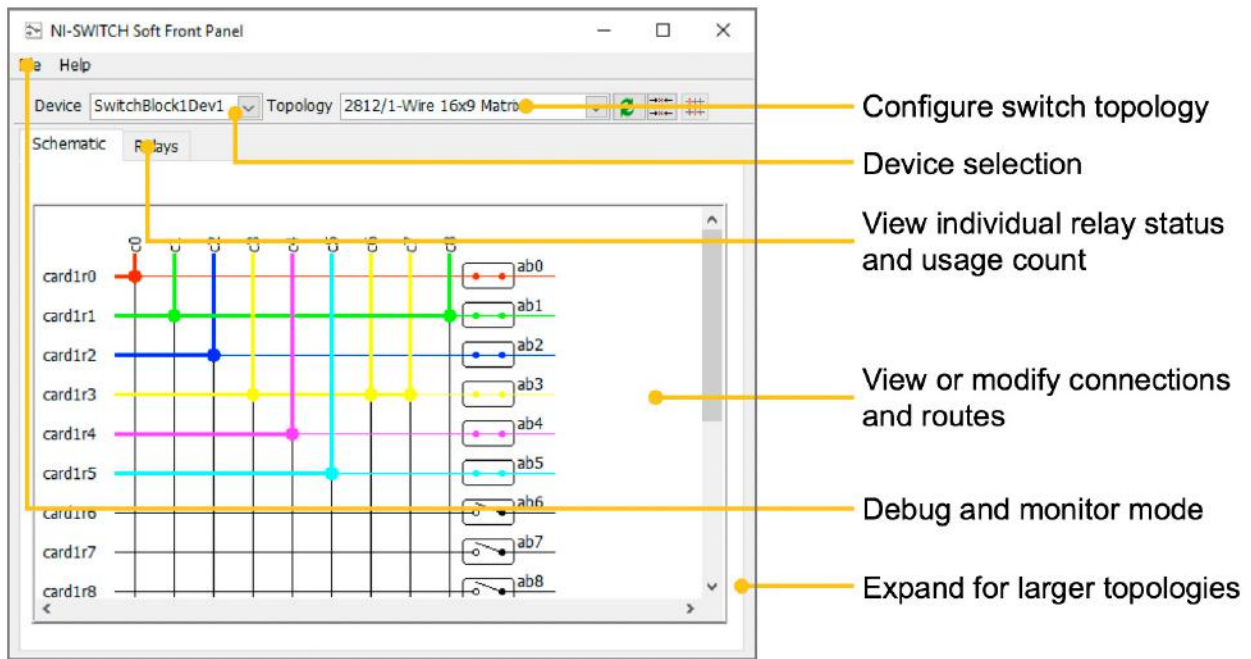 NI-SWITCH Soft Front Panel
File Help
Device SwitchBlock1Dev1 Topology 2812/1-Wire 16x9 Matrix
Schematic Relays
Configure switch topology
Device selection
View individual relay status
and usage count
View or modify connections
and routes
Debug and monitor mode
Expand for larger topologies
c0 c1 c2 c3 c4 c5 c6 c7 c8
card1r0 ab0
card1r1 ab1
card1r2 ab2
card1r3 ab3
card1r4 ab4
card1r5 ab5
card1r6 ab6
card1r7 ab7
card1r8 ab8